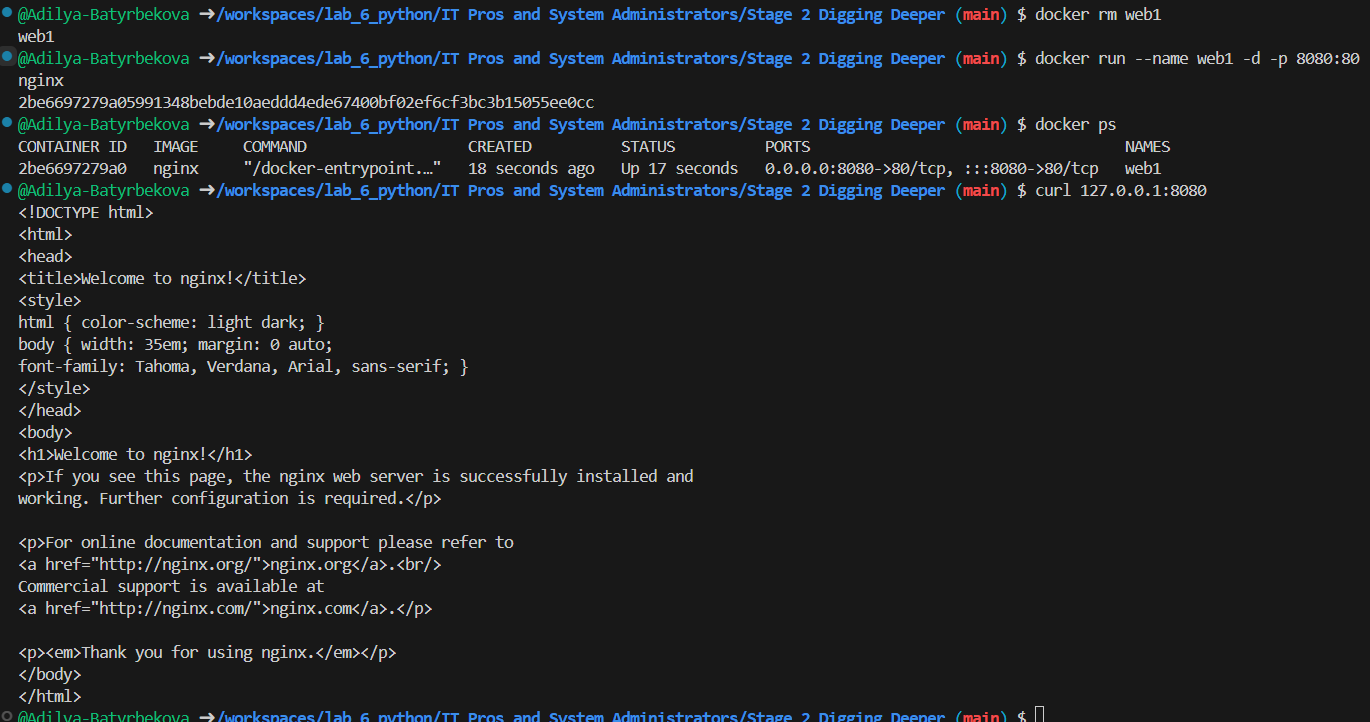 @Adilya-Batyrbekova ➜/workspaces/lab_6_python/IT Pros and System Administrators/Stage 2 Digging Deeper (main) $ docker rm web1
web1
@Adilya-Batyrbekova ➜/workspaces/lab_6_python/IT Pros and System Administrators/Stage 2 Digging Deeper (main) $ docker run --name web1 -d -p 8080:80
nginx
2be6697279a05991348bebde10aeddd4ede67400bf02ef6cf3bc3b15055ee0cc
@Adilya-Batyrbekova ➜/workspaces/lab_6_python/IT Pros and System Administrators/Stage 2 Digging Deeper (main) $ docker ps
CONTAINER ID   IMAGE     COMMAND                  CREATED          STATUS          PORTS                                   NAMES
2be6697279a0   nginx     "/docker-entrypoint.…"   18 seconds ago   Up 17 seconds   0.0.0.0:8080->80/tcp, :::8080->80/tcp   web1
@Adilya-Batyrbekova ➜/workspaces/lab_6_python/IT Pros and System Administrators/Stage 2 Digging Deeper (main) $ curl 127.0.0.1:8080
<!DOCTYPE html>
<html>
<head>
<title>Welcome to nginx!</title>
<style>
html { color-scheme: light dark; }
body { width: 35em; margin: 0 auto;
font-family: Tahoma, Verdana, Arial, sans-serif; }
</style>
</head>
<body>
<h1>Welcome to nginx!</h1>
<p>If you see this page, the nginx web server is successfully installed and
working. Further configuration is required.</p>

<p>For online documentation and support please refer to
<a href="http://nginx.org/">nginx.org</a>.<br/>
Commercial support is available at
<a href="http://nginx.com/">nginx.com</a>.</p>

<p><em>Thank you for using nginx.</em></p>
</body>
</html>
@Adilya-Batyrbekova ➜/workspaces/lab_6_python/IT Pros and System Administrators/Stage 2 Digging Deeper (main) $